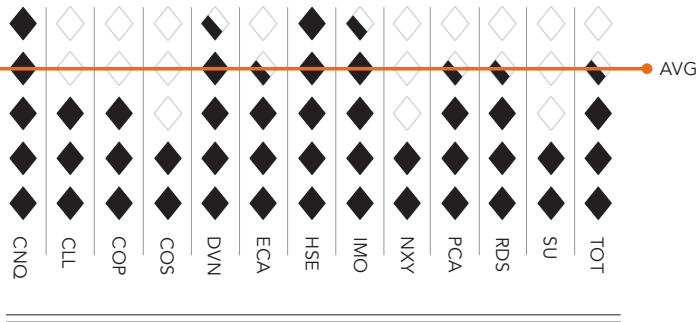 AVG
CNQ
CLL
COP
COS
DVN
ECA
HSE
IMO
NXY
PCA
RDS
SU
TOT